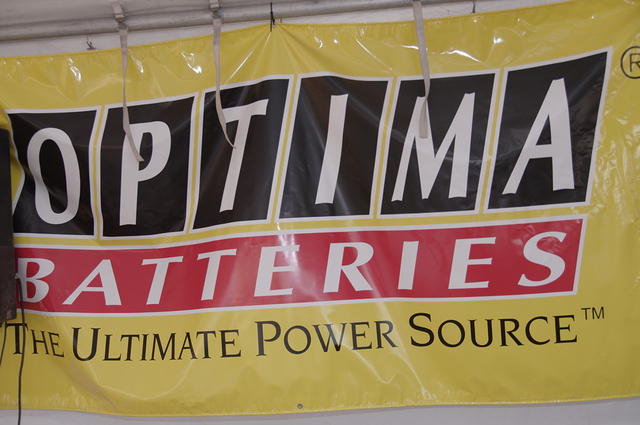 OPTIMA ®
BATTERIES
THE ULTIMATE POWER SOURCE™